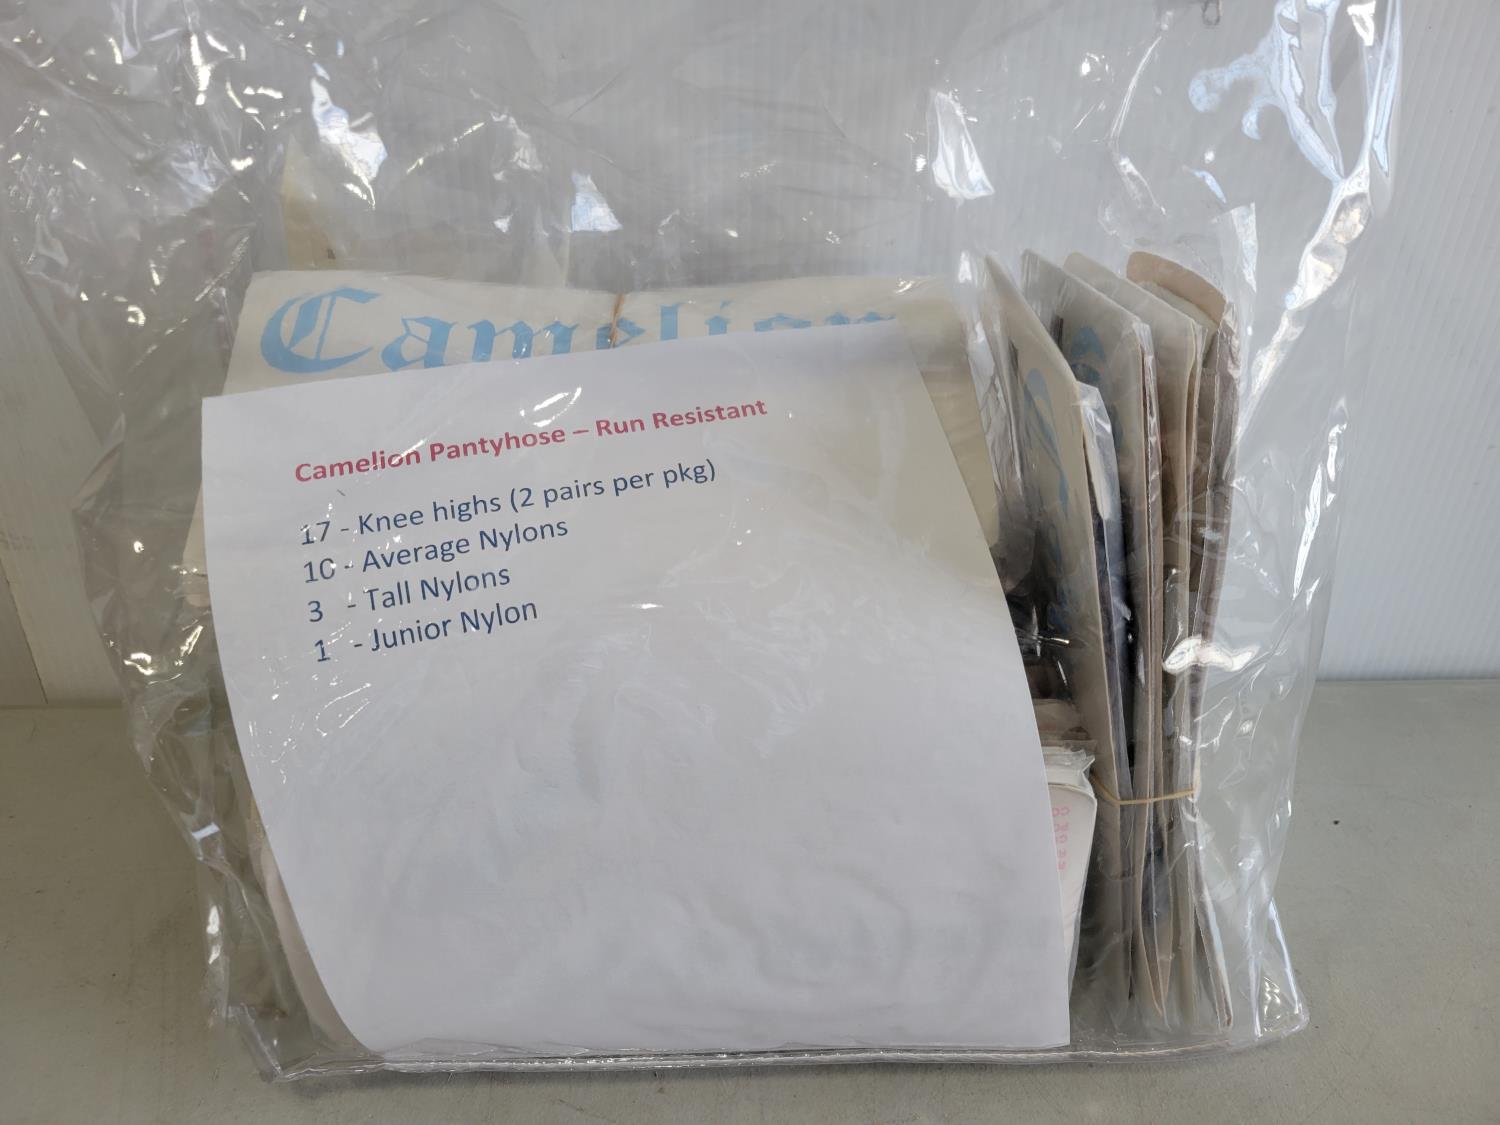 Camelion
Camelion Pantyhose – Run Resistant
17 - Knee highs (2 pairs per pkg)
10 - Average Nylons
3 - Tall Nylons
1 - Junior Nylon